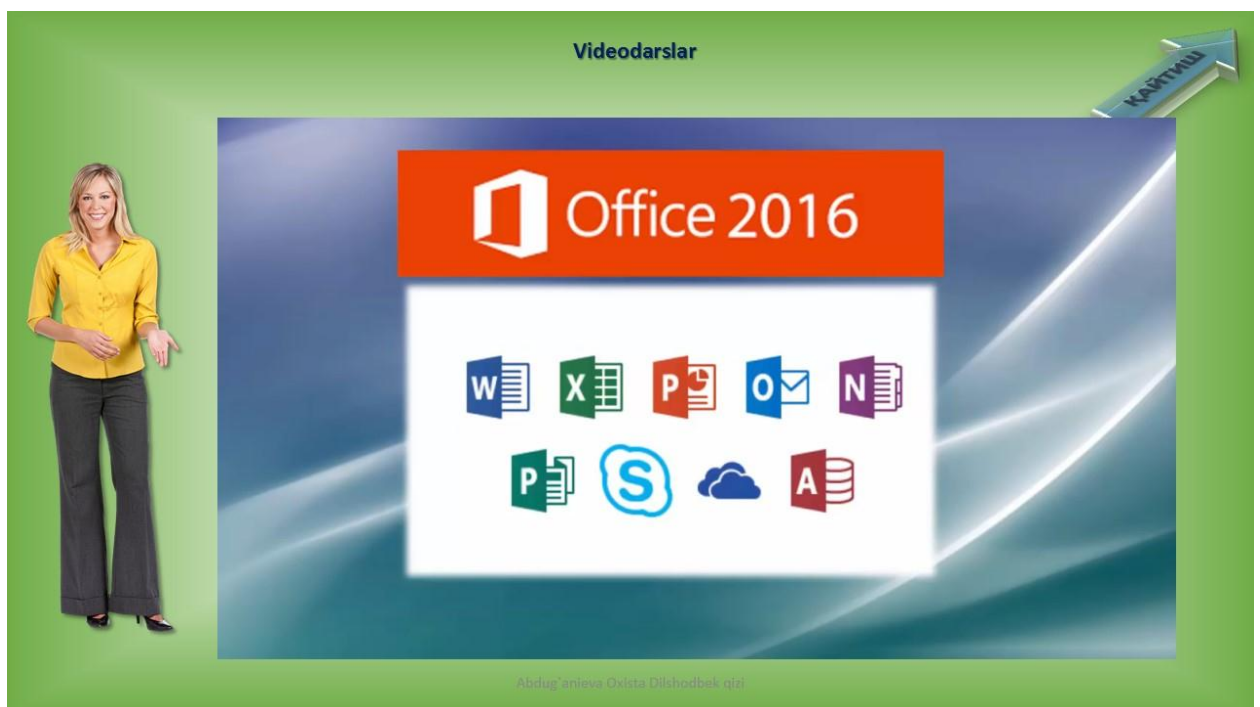 Videodarslar
ҚАЙТИШ
Office 2016
W
X
P
O
N
P
S
A
Abdug'anieva Oxista Dilshodbek qizi